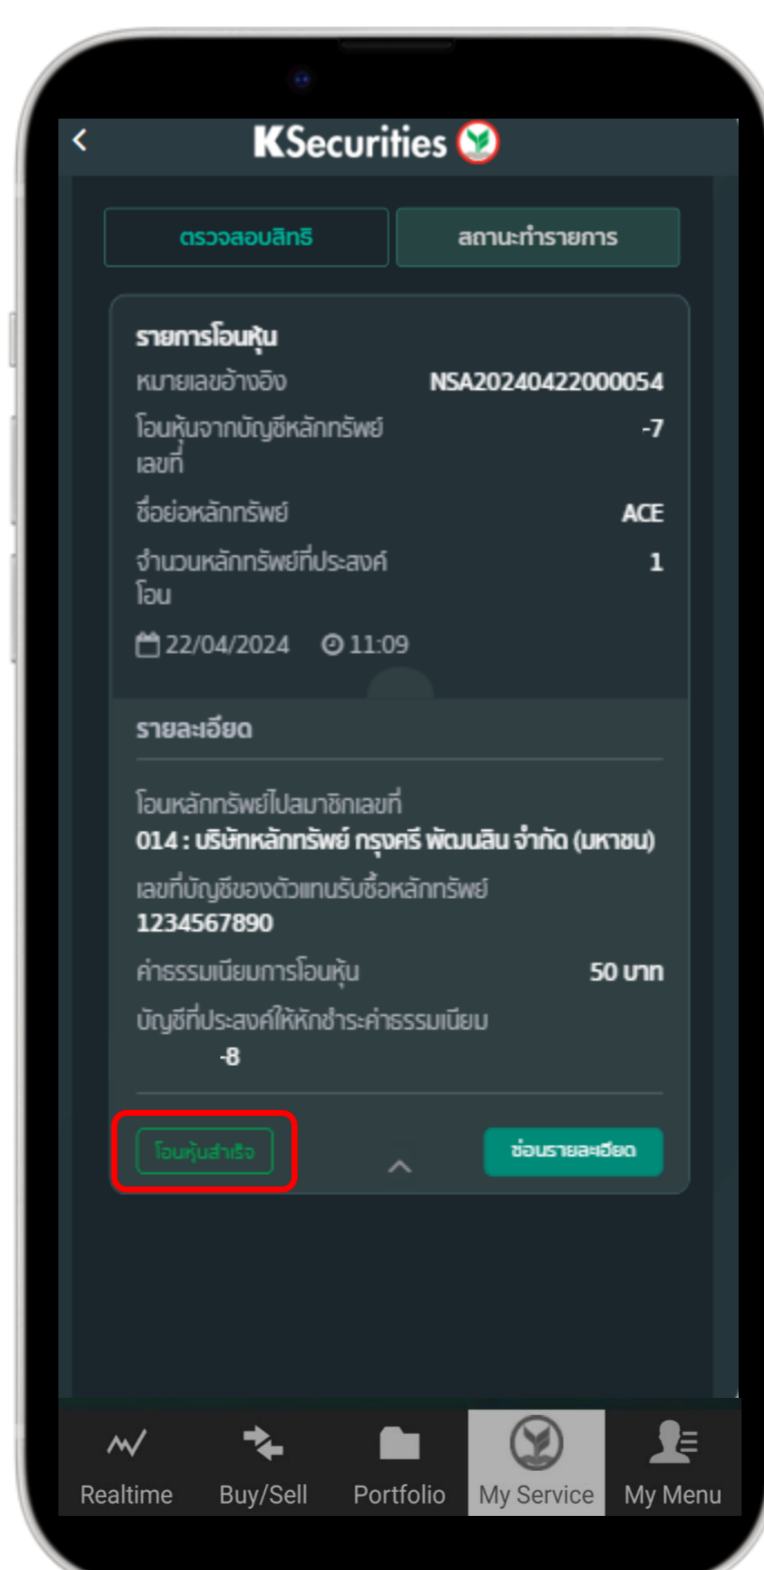 KSecurities
ตรวจสอบสิทธิ
สถานะทำรายการ
รายการโอนหุ้น
หมายเลขอ้างอิง NSA20240422000054
โอนหุ้นจากบัญชีหลักทรัพย์ -7
เลขที่
ชื่อย่อหลักทรัพย์ ACE
จำนวนหลักทรัพย์ที่ประสงค์ 1
โอน
22/04/2024 11:09
รายละเอียด
โอนหลักทรัพย์ไปสมาชิกเลขที่
014 : บริษัทหลักทรัพย์ กรุงศรี พัฒนสิน จำกัด (มหาชน)
เลขที่บัญชีของตัวแทนรับซื้อหลักทรัพย์
1234567890
ค่าธรรมเนียมการโอนหุ้น 50 บาท
บัญชีที่ประสงค์ให้หักชำระค่าธรรมเนียม
-8
โอนหุ้นสำเร็จ
ซ่อนรายละเอียด
Realtime Buy/Sell Portfolio My Service My Menu